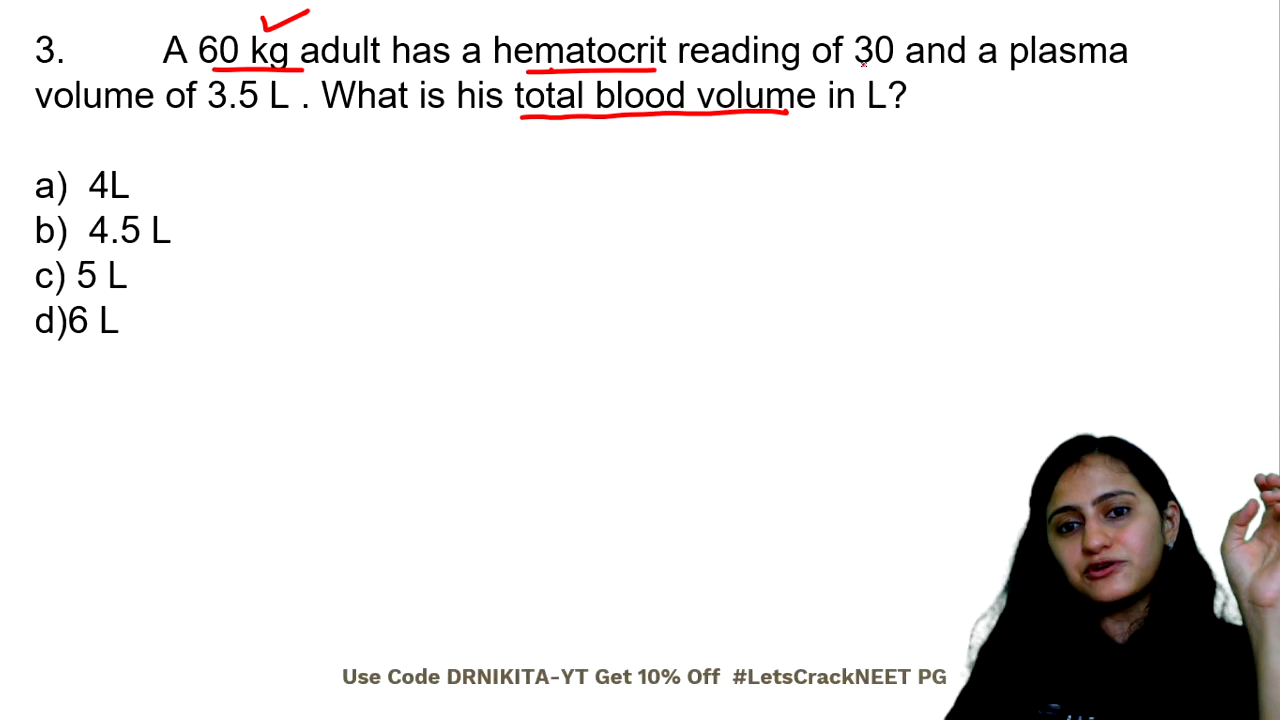 3. A 60 kg adult has a hematocrit reading of 30 and a plasma
volume of 3.5 L . What is his total blood volume in L?
a) 4L
b) 4.5 L
c) 5 L
d)6 L
Use Code DRNIKITA-YT Get 10% Off #LetsCrackNEET PG